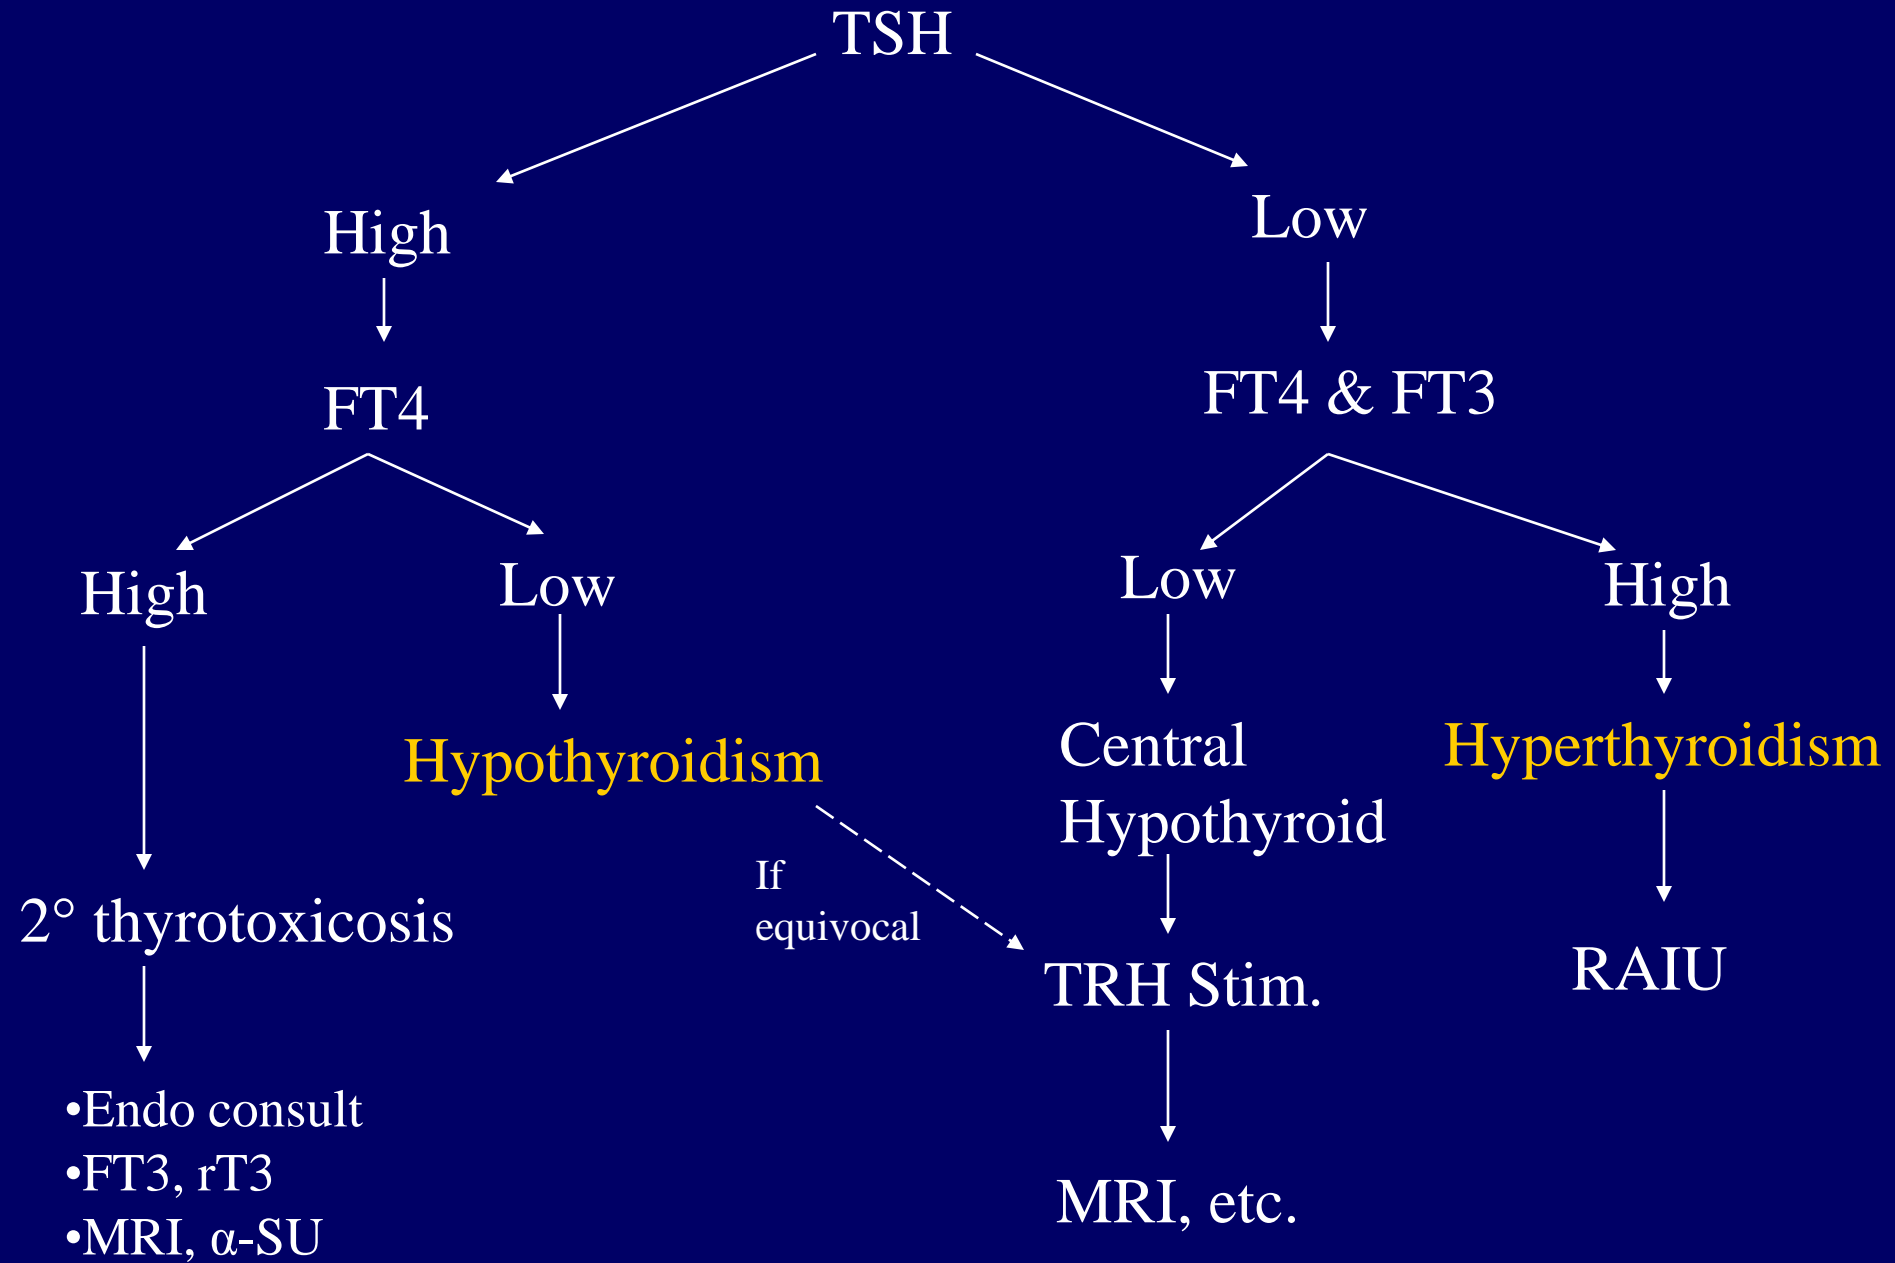 TSH
High
Low
FT4
FT4 & FT3
High
Low
Low
High
Hypothyroidism
Central
Hypothyroid
Hyperthyroidism
If
equivocal
2° thyrotoxicosis
TRH Stim.
RAIU
•Endo consult
•FT3, rT3
•MRI, α-SU
MRI, etc.